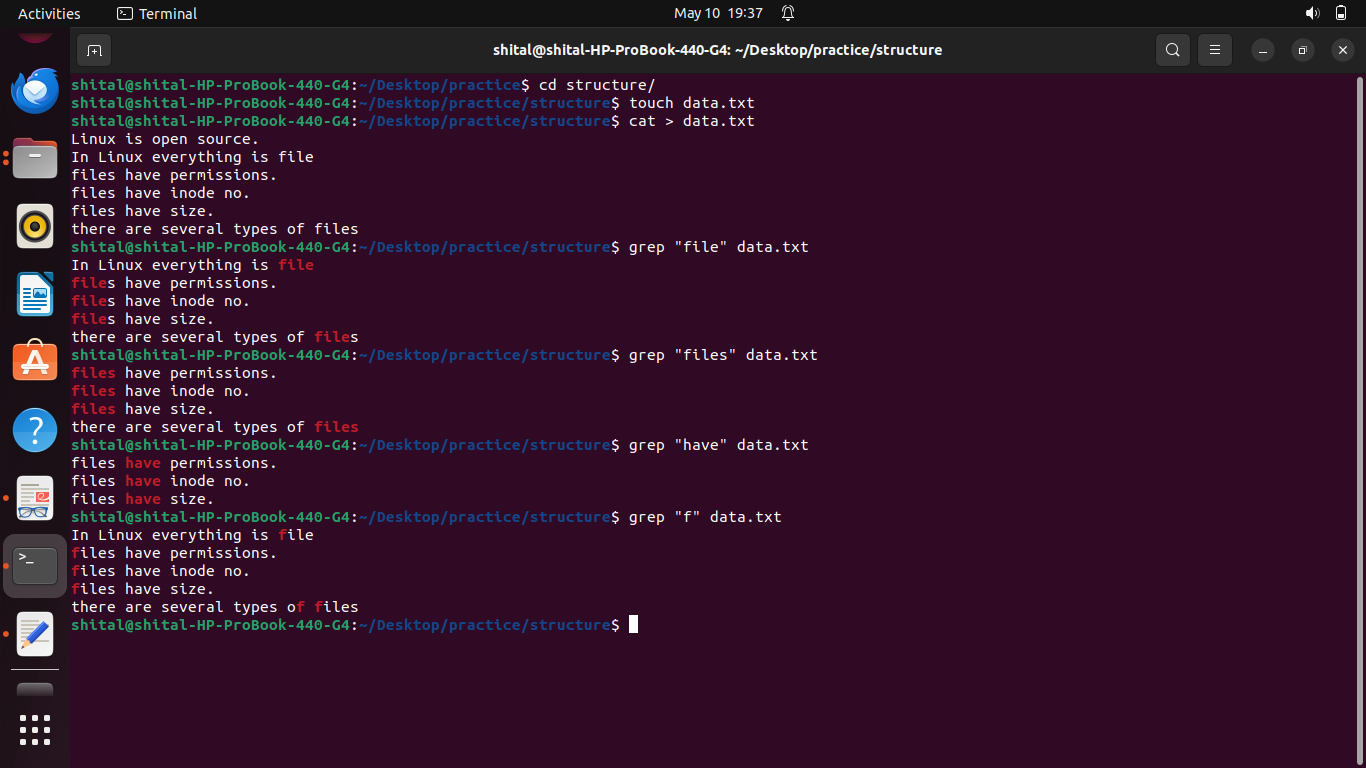 Activities
Terminal
May 10 19:37
shital@shital-HP-ProBook-440-G4: ~/Desktop/practice/structure
shital@shital-HP-ProBook-440-G4:~/Desktop/practice$ cd structure/
shital@shital-HP-ProBook-440-G4:~/Desktop/practice/structure$ touch data.txt
shital@shital-HP-ProBook-440-G4:~/Desktop/practice/structure$ cat > data.txt
Linux is open source.
In Linux everything is file
files have permissions.
files have inode no.
files have size.
there are several types of files
shital@shital-HP-ProBook-440-G4:~/Desktop/practice/structure$ grep "file" data.txt
In Linux everything is file
files have permissions.
files have inode no.
files have size.
there are several types of files
shital@shital-HP-ProBook-440-G4:~/Desktop/practice/structure$ grep "files" data.txt
files have permissions.
files have inode no.
files have size.
there are several types of files
shital@shital-HP-ProBook-440-G4:~/Desktop/practice/structure$ grep "have" data.txt
files have permissions.
files have inode no.
files have size.
shital@shital-HP-ProBook-440-G4:~/Desktop/practice/structure$ grep "f" data.txt
In Linux everything is file
files have permissions.
files have inode no.
files have size.
there are several types of files
shital@shital-HP-ProBook-440-G4:~/Desktop/practice/structure$